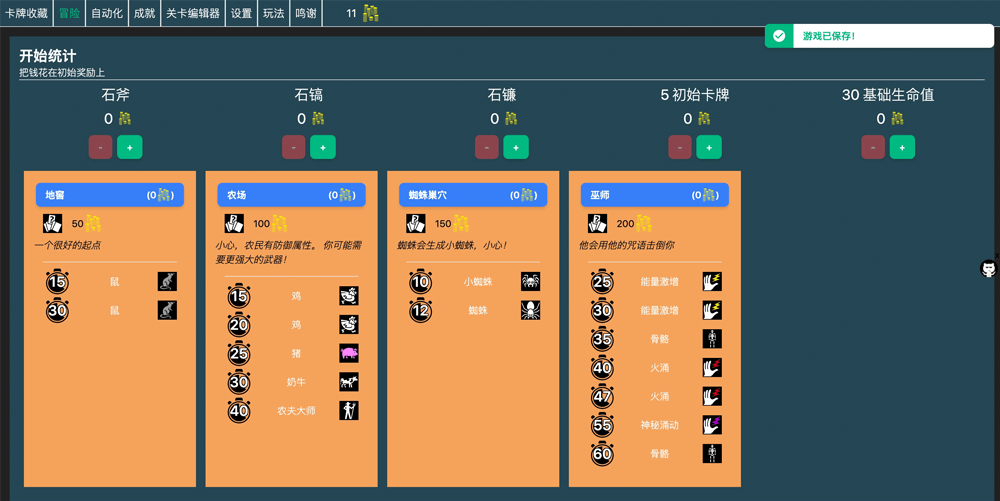 卡牌收藏 冒险 自动化 成就 关卡编辑器 设置 玩法 鸣谢 11
游戏已保存！
开始统计
把钱花在初始奖励上
石斧 石镐 石镰 5 初始卡牌 30 基础生命值
0 0 0 0 0
- + - + - + - + - +
地窖 (0)
50
一个很好的起点
15 鼠
30 鼠
农场 (0)
100
小心，农民有防御属性。 你可能需
要更强大的武器！
15 鸡
20 鸡
25 猪
30 奶牛
40 农夫大师
蜘蛛巢穴 (0)
150
蜘蛛会生成小蜘蛛，小心！
10 小蜘蛛
12 蜘蛛
巫师 (0)
200
他会用他的咒语击倒你
25 能量激增
30 能量激增
35 骨骼
40 火涌
47 火涌
55 神秘涌动
60 骨骼